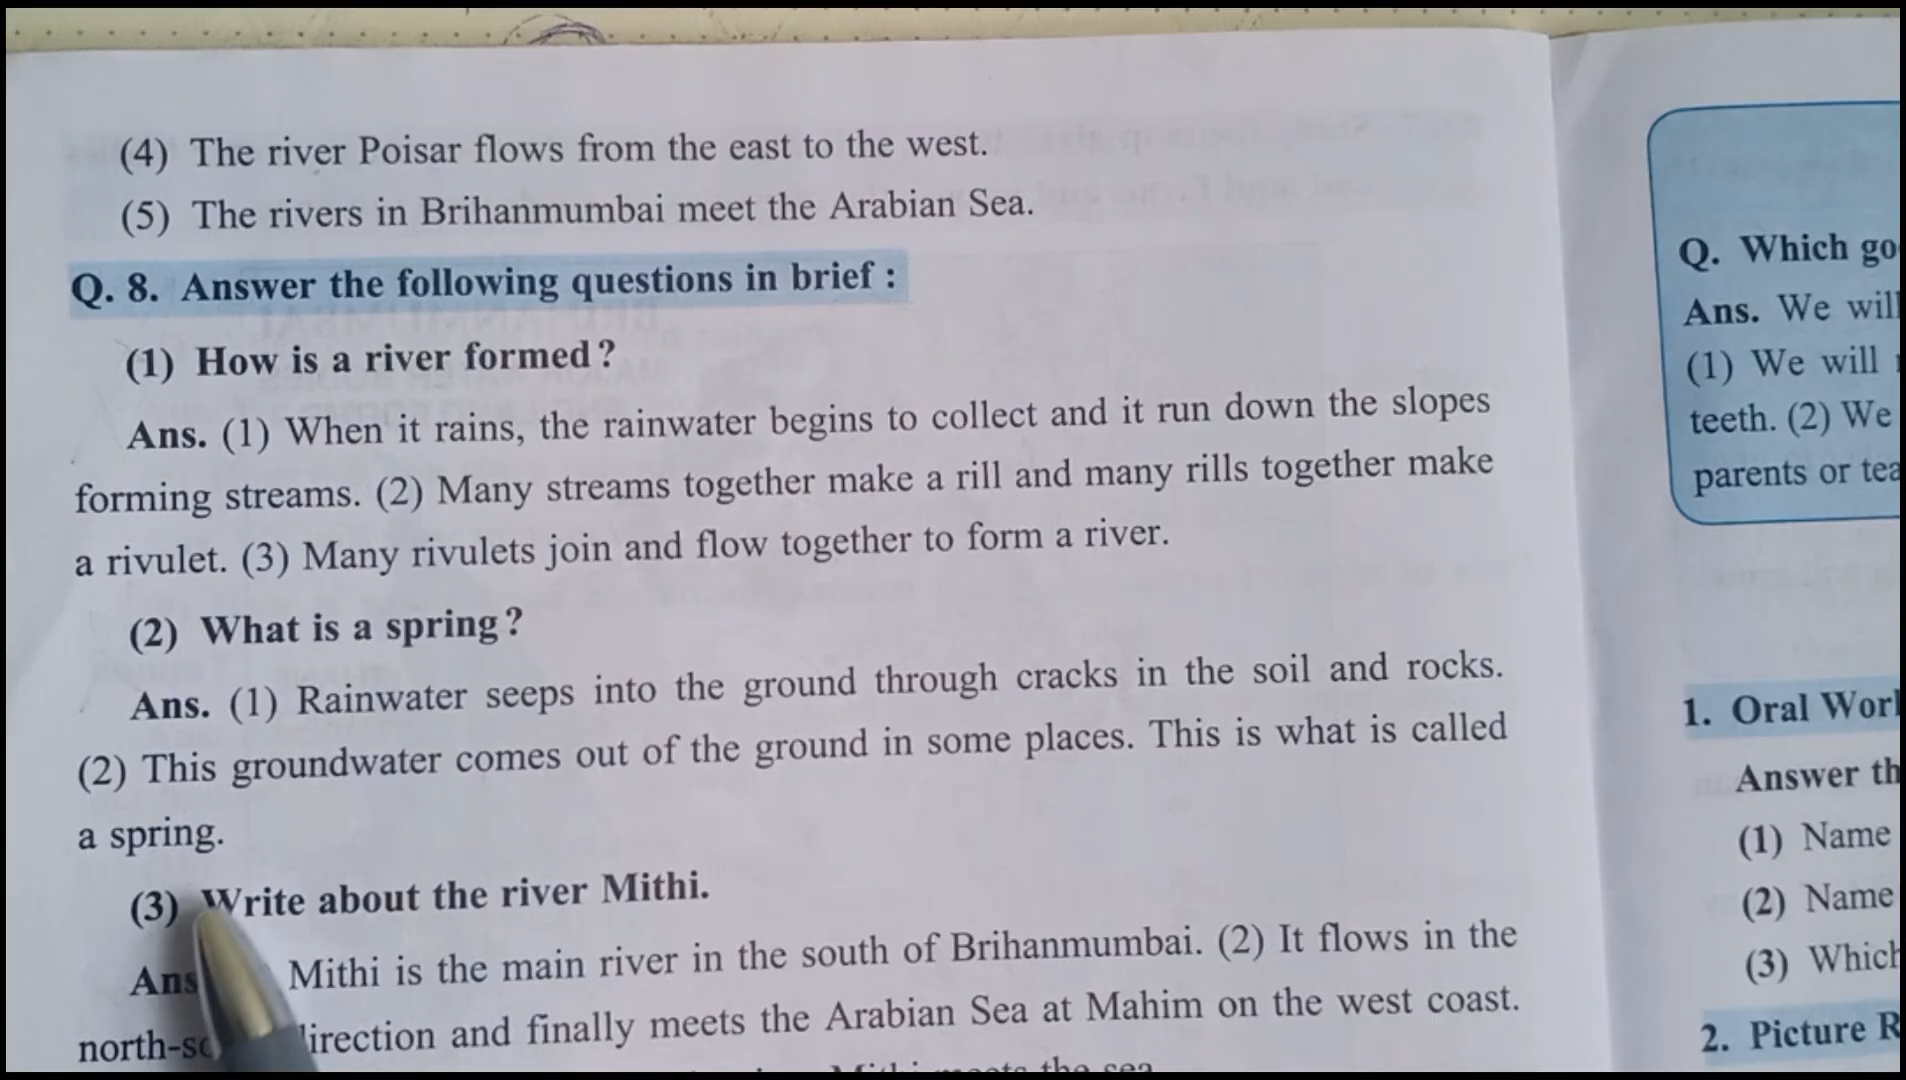 (4) The river Poisar flows from the east to the west.
(5) The rivers in Brihanmumbai meet the Arabian Sea.
Q. 8. Answer the following questions in brief :
(1) How is a river formed ?
Ans. (1) When it rains, the rainwater begins to collect and it run down the slopes
forming streams. (2) Many streams together make a rill and many rills together make
a rivulet. (3) Many rivulets join and flow together to form a river.
(2) What is a spring ?
Ans. (1) Rainwater seeps into the ground through cracks in the soil and rocks.
(2) This groundwater comes out of the ground in some places. This is what is called
a spring.
(3) Write about the river Mithi.
Ans Mithi is the main river in the south of Brihanmumbai. (2) It flows in the
north- direction and finally meets the Arabian Sea at Mahim on the west coast.
the sea
Q. Which
Ans. We will
(1) We will
teeth. (2) We
parents or
1. Oral
Answer
(1) Name
(2) Name
(3) Which
2. Picture